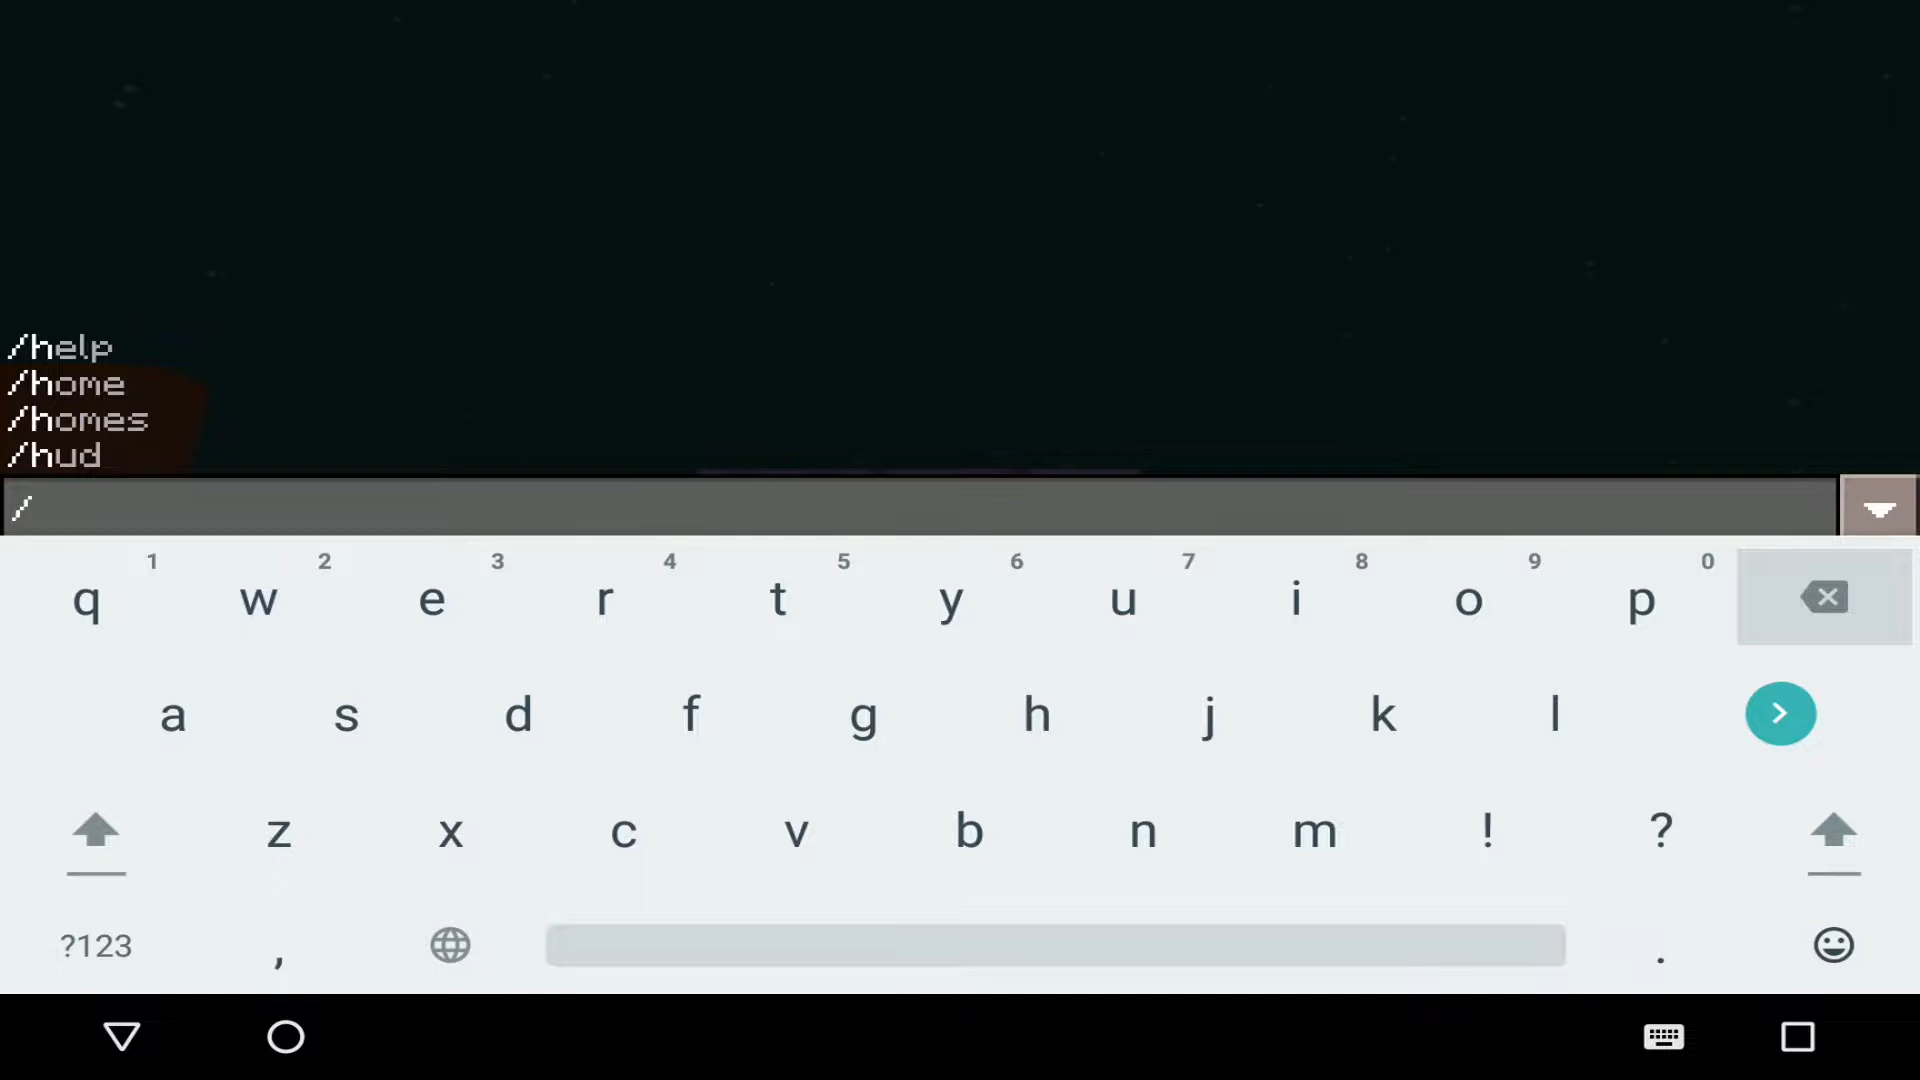 /help
/home
/homes
/hud
/
1 2 3 4 5 6 7 8 9 0
q w e r t y u i o p
a s d f g h j k l
z x c v b n m ! ?
?123 , .